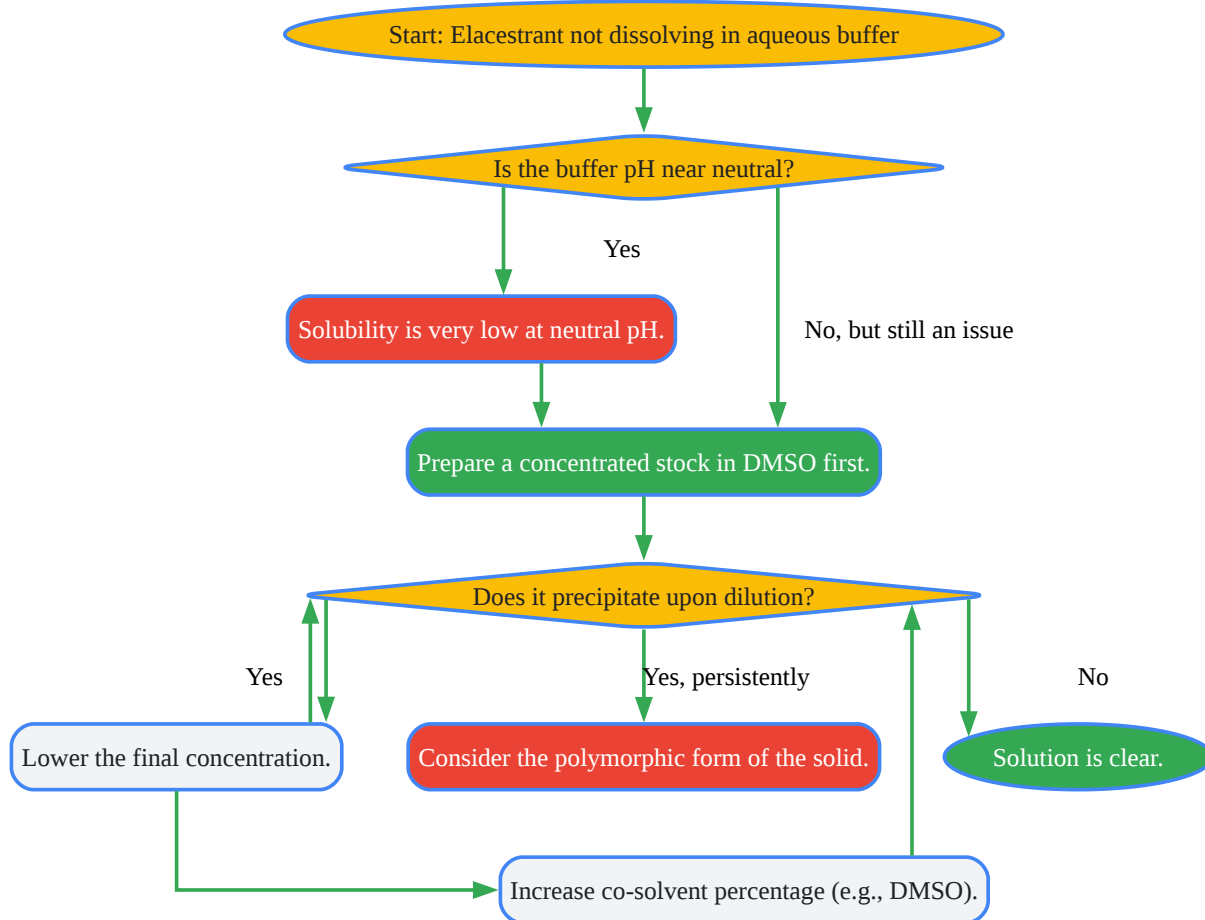 Start: Elacestrant not dissolving in aqueous buffer
Is the buffer pH near neutral?
Yes
Solubility is very low at neutral pH.
No, but still an issue
Prepare a concentrated stock in DMSO first.
Does it precipitate upon dilution?
Yes
Yes, persistently
No
Lower the final concentration.
Consider the polymorphic form of the solid.
Solution is clear.
Increase co-solvent percentage (e.g., DMSO).